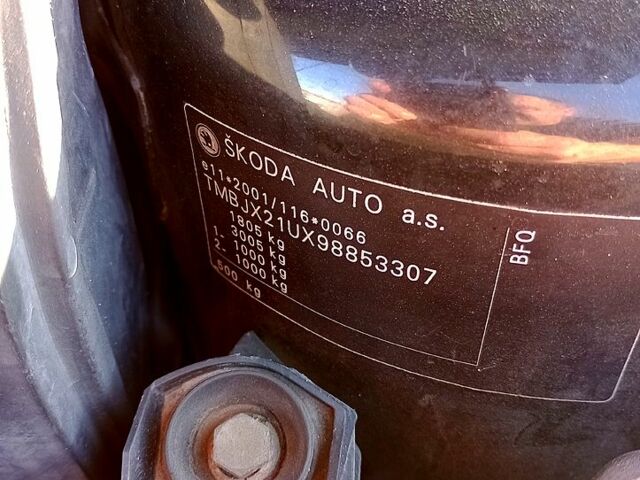 ŠKODA AUTO a.s.
e11*2001/116*0066
TMBJX21UX98853307
1805 kg
3005 kg
1. 1000 kg
2. 1000 kg
500 kg
BFQ